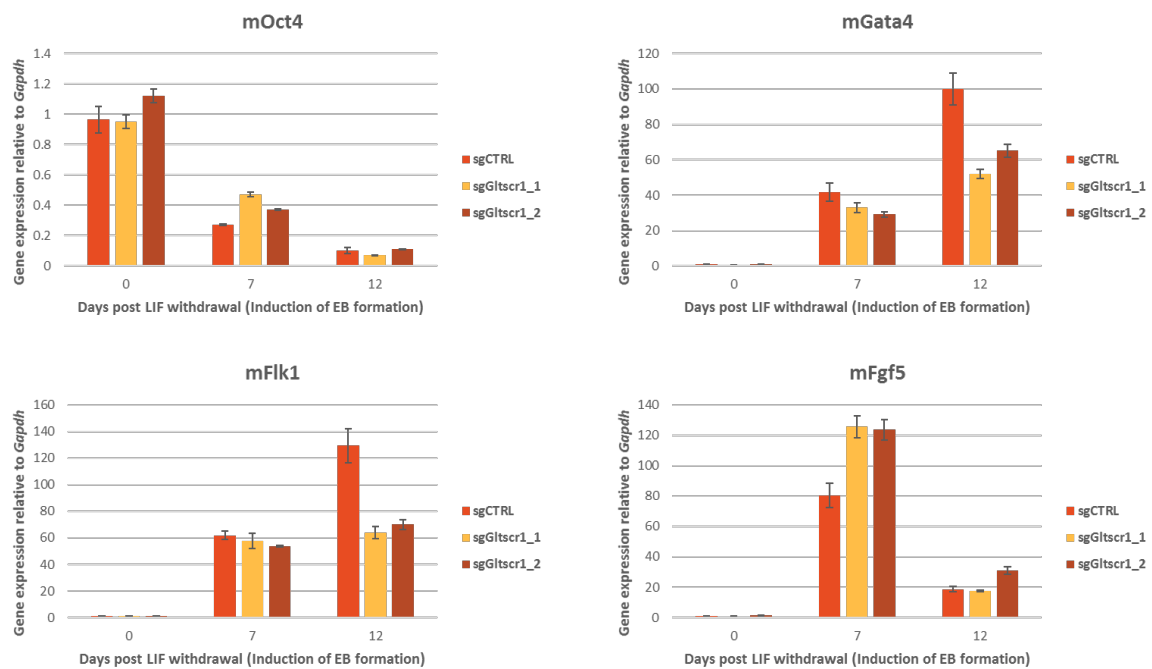 mOct4
Gene expression relative to Gapdh
1.4
1.2
1
0.8
0.6
0.4
0.2
0
0
7
12
Days post LIF withdrawal (Induction of EB formation)
sgCTRL
sgGltscr1_1
sgGltscr1_2
mGata4
Gene expression relative to Gapdh
120
100
80
60
40
20
0
0
7
12
Days post LIF withdrawal (Induction of EB formation)
sgCTRL
sgGltscr1_1
sgGltscr1_2
mFlk1
Gene expression relative to Gapdh
160
140
120
100
80
60
40
20
0
0
7
12
Days post LIF withdrawal (Induction of EB formation)
sgCTRL
sgGltscr1_1
sgGltscr1_2
mFgf5
Gene expression relative to Gapdh
140
120
100
80
60
40
20
0
0
7
12
Days post LIF withdrawal (Induction of EB formation)
sgCTRL
sgGltscr1_1
sgGltscr1_2